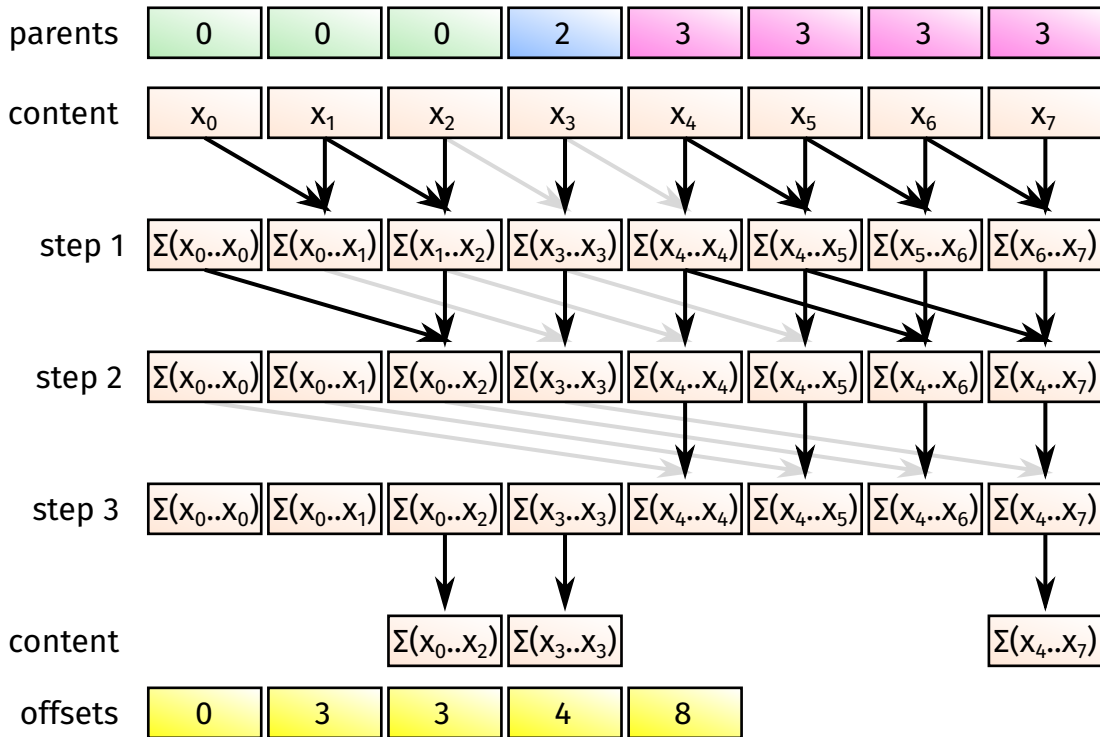 parents 0 0 0 2 3 3 3 3
content x₀ x₁ x₂ x₃ x₄ x₅ x₆ x₇
step 1 Σ(x₀..x₀) Σ(x₀..x₁) Σ(x₁..x₂) Σ(x₃..x₃) Σ(x₄..x₄) Σ(x₄..x₅) Σ(x₅..x₆) Σ(x₆..x₇)
step 2 Σ(x₀..x₀) Σ(x₀..x₁) Σ(x₀..x₂) Σ(x₃..x₃) Σ(x₄..x₄) Σ(x₄..x₅) Σ(x₄..x₆) Σ(x₄..x₇)
step 3 Σ(x₀..x₀) Σ(x₀..x₁) Σ(x₀..x₂) Σ(x₃..x₃) Σ(x₄..x₄) Σ(x₄..x₅) Σ(x₄..x₆) Σ(x₄..x₇)
content Σ(x₀..x₂) Σ(x₃..x₃) Σ(x₄..x₇)
offsets 0 3 3 4 8